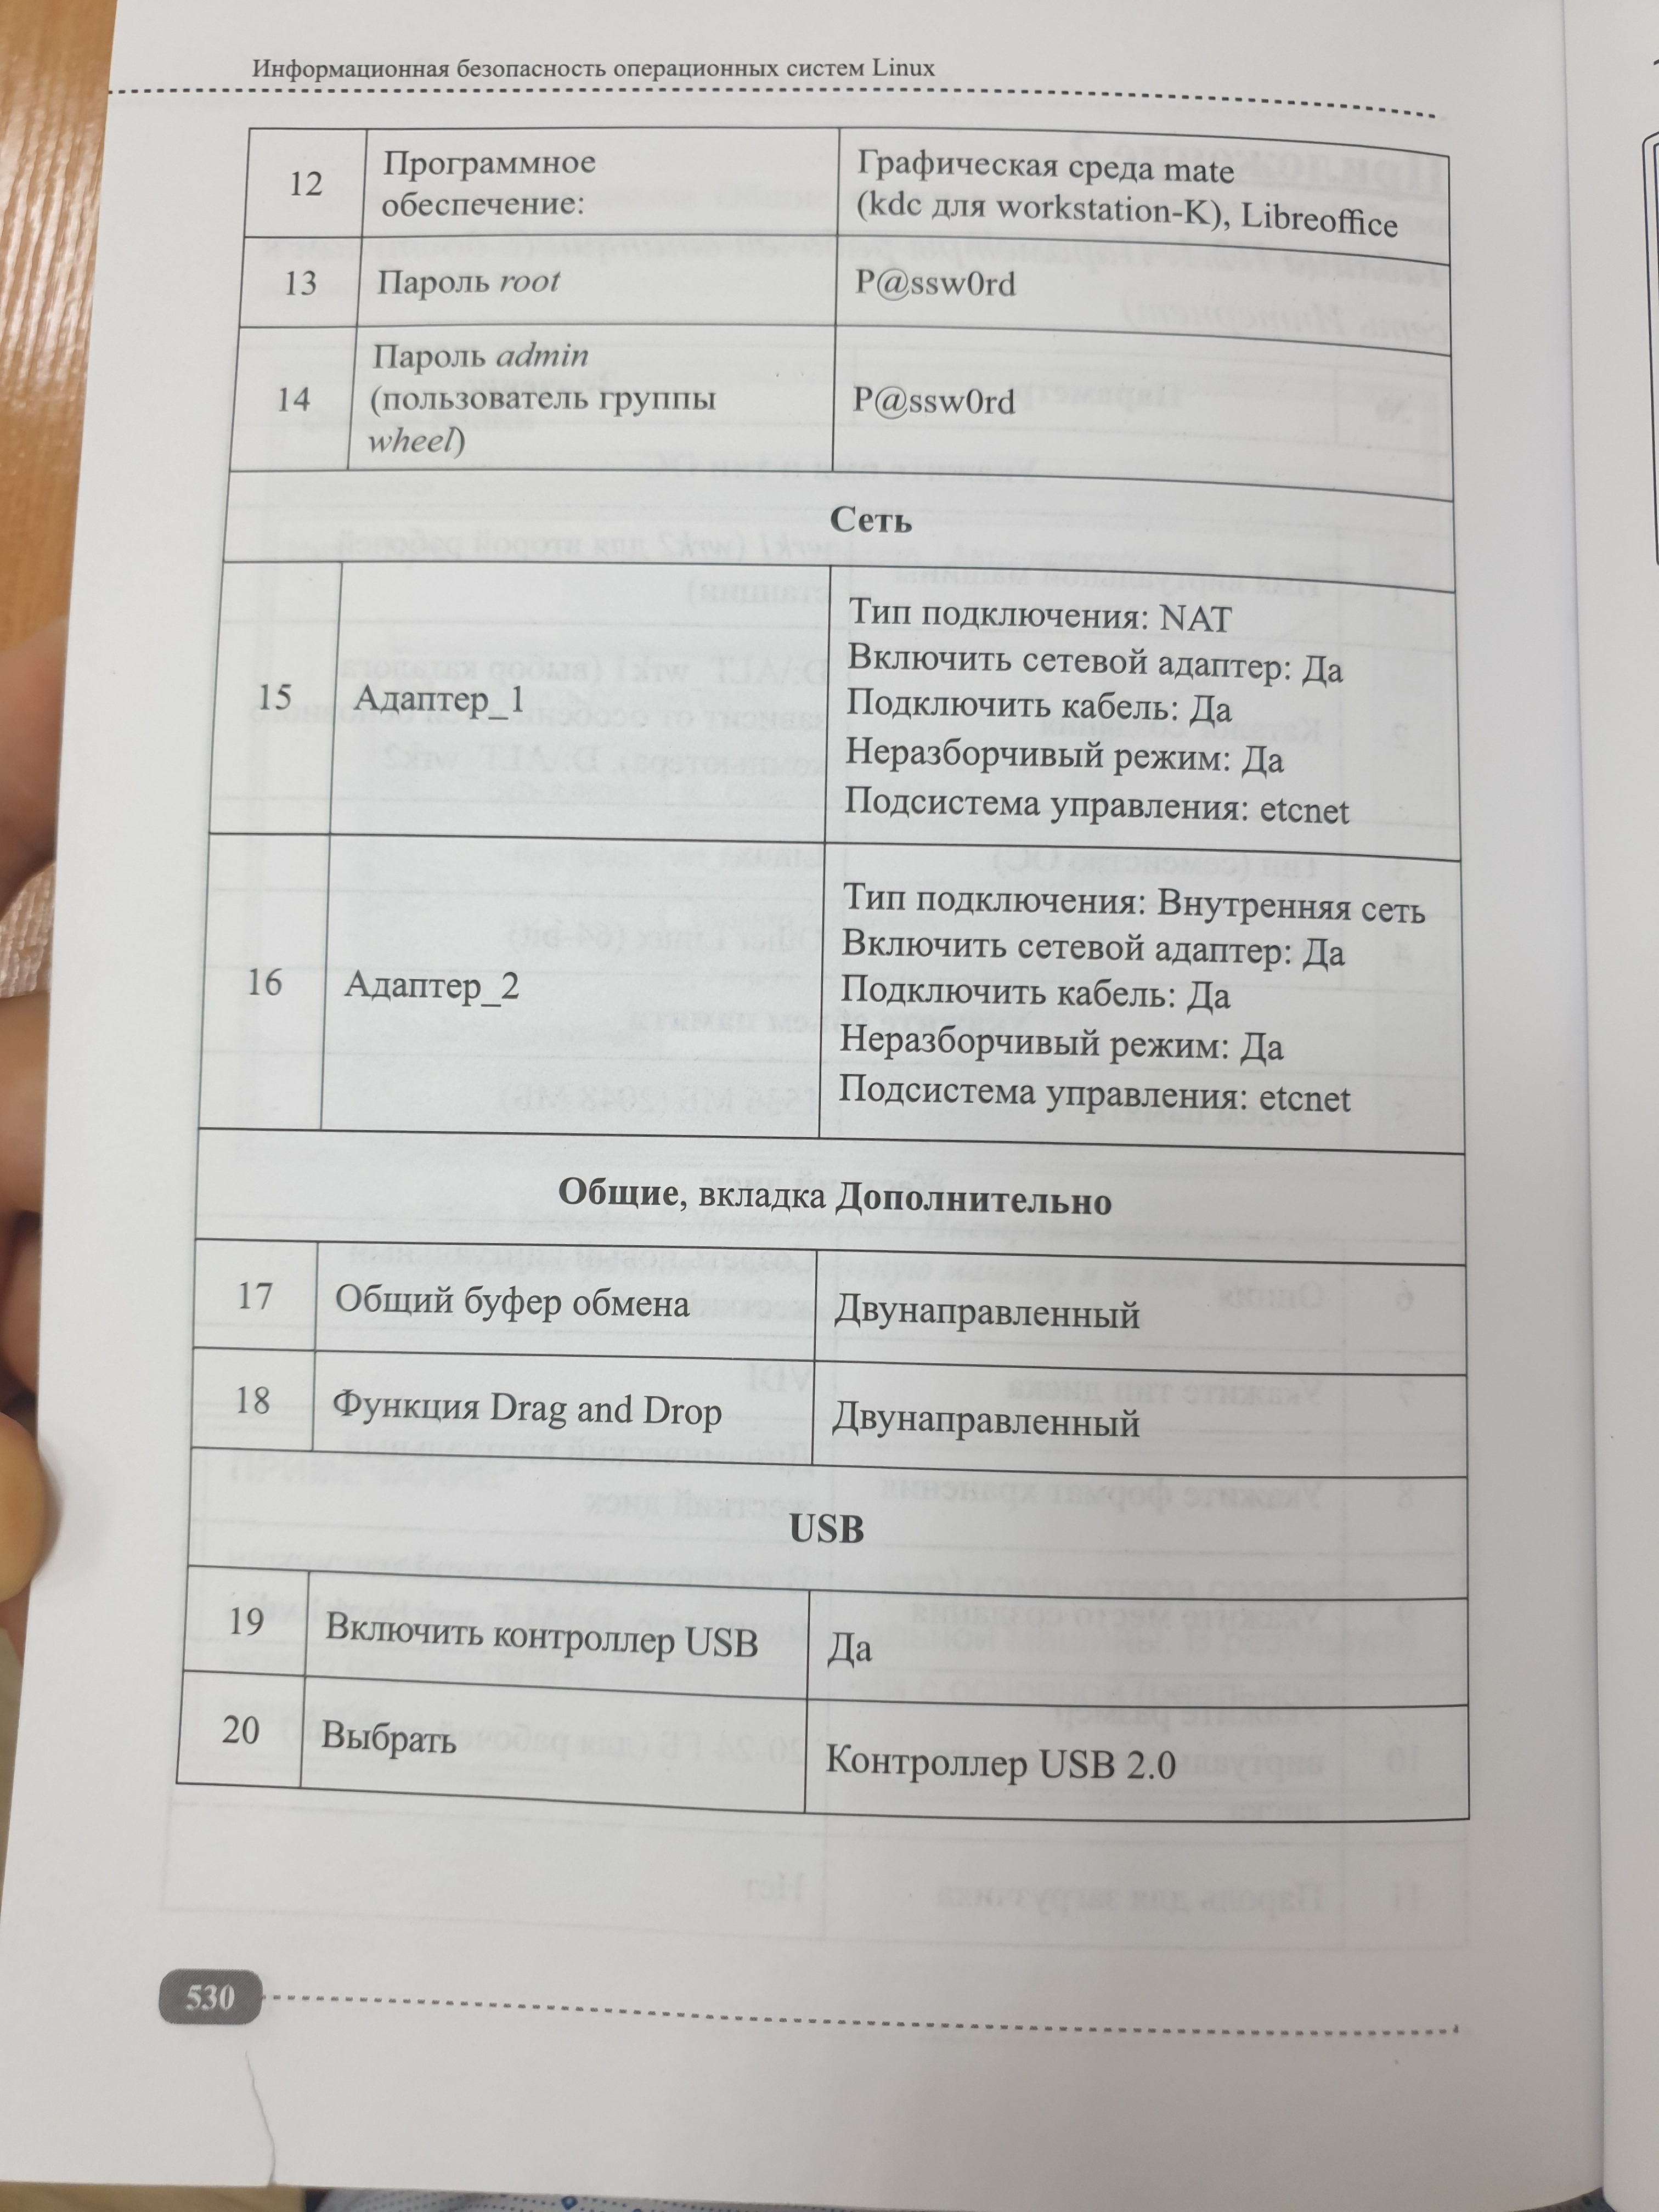 Информационная безопасность операционных систем Linux
12
Программное
обеспечение:
Графическая среда mate
(kdc для workstation-K), Libreoffice
13
Пароль root
P@ssw0rd
14
Пароль admin
(пользователь группы
wheel)
P@ssw0rd
Сеть
15
Адаптер_1
Тип подключения: NAT
Включить сетевой адаптер: Да
Подключить кабель: Да
Неразборчивый режим: Да
Подсистема управления: etcnet
16
Адаптер_2
Тип подключения: Внутренняя сеть
Включить сетевой адаптер: Да
Подключить кабель: Да
Неразборчивый режим: Да
Подсистема управления: etcnet
Общие, вкладка Дополнительно
17
Общий буфер обмена
Двунаправленный
18
Функция Drag and Drop
Двунаправленный
USB
19
Включить контроллер USB
Да
20
Выбрать
Контроллер USB 2.0
530